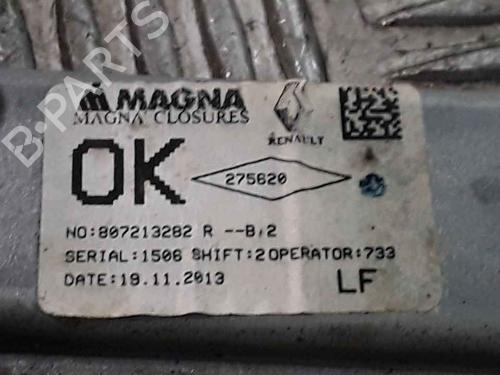 MAGNA
MAGNA CLOSURES
RENAULT
OK
275620
NO:807213282 R --B,2
SERIAL:1506 SHIFT:2 OPERATOR:733
DATE:19.11.2013
LF
B-PARTS